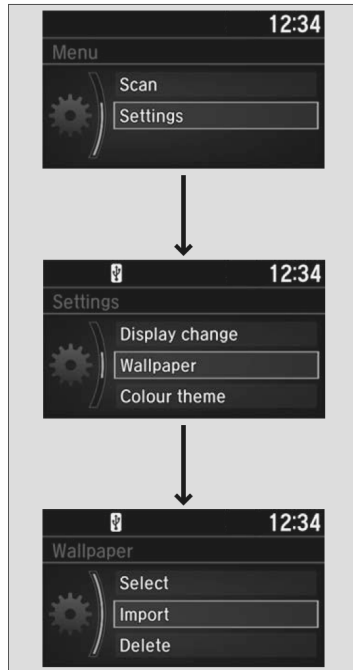 12:34
Menu
Scan
Settings
12:34
Settings
Display change
Wallpaper
Colour theme
12:34
Wallpaper
Select
Import
Delete